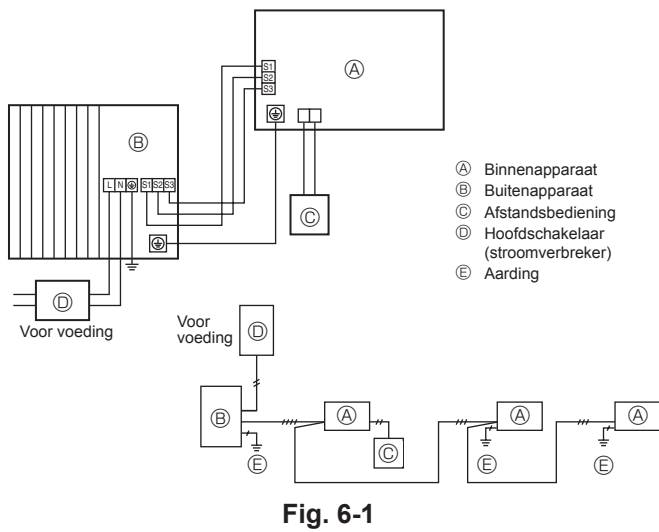 S1
S2
S3
Ⓐ
Ⓑ
L N S1 S2 S3
Ⓒ
Ⓓ
Voor voeding
Ⓐ Binnenapparaat
Ⓑ Buitenapparaat
Ⓒ Afstandsbediening
Ⓓ Hoofdschakelaar
(stroomverbreker)
Ⓔ Aarding
Voor
voeding
Ⓓ
Ⓑ
Ⓐ
Ⓐ
Ⓐ
Ⓒ
Ⓔ
Ⓔ
Ⓔ
Fig. 6-1